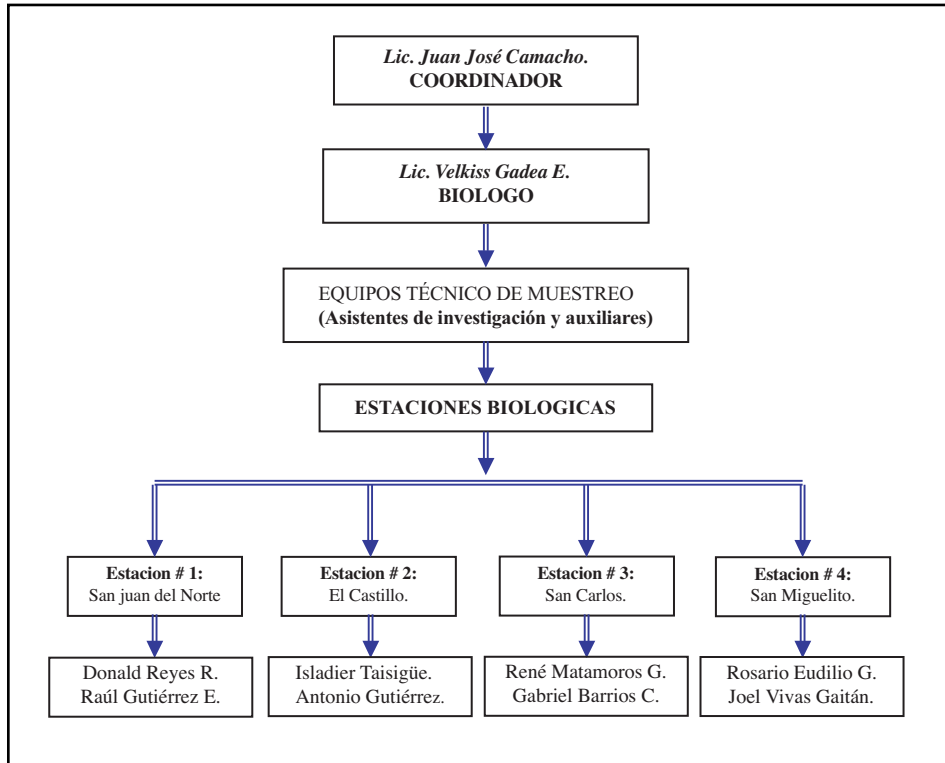 Lic. Juan José Camacho.
COORDINADOR
Lic. Velkiss Gadea E.
BIOLOGO
EQUIPOS TÉCNICO DE MUESTREO
(Asistentes de investigación y auxiliares)
ESTACIONES BIOLOGICAS
Estacion # 1:
San juan del Norte
Estacion # 2:
El Castillo.
Estacion # 3:
San Carlos.
Estacion # 4:
San Miguelito.
Donald Reyes R.
Raúl Gutiérrez E.
Isladier Taisigüe.
Antonio Gutiérrez.
René Matamoros G.
Gabriel Barrios C.
Rosario Eudilio G.
Joel Vivas Gaitán.